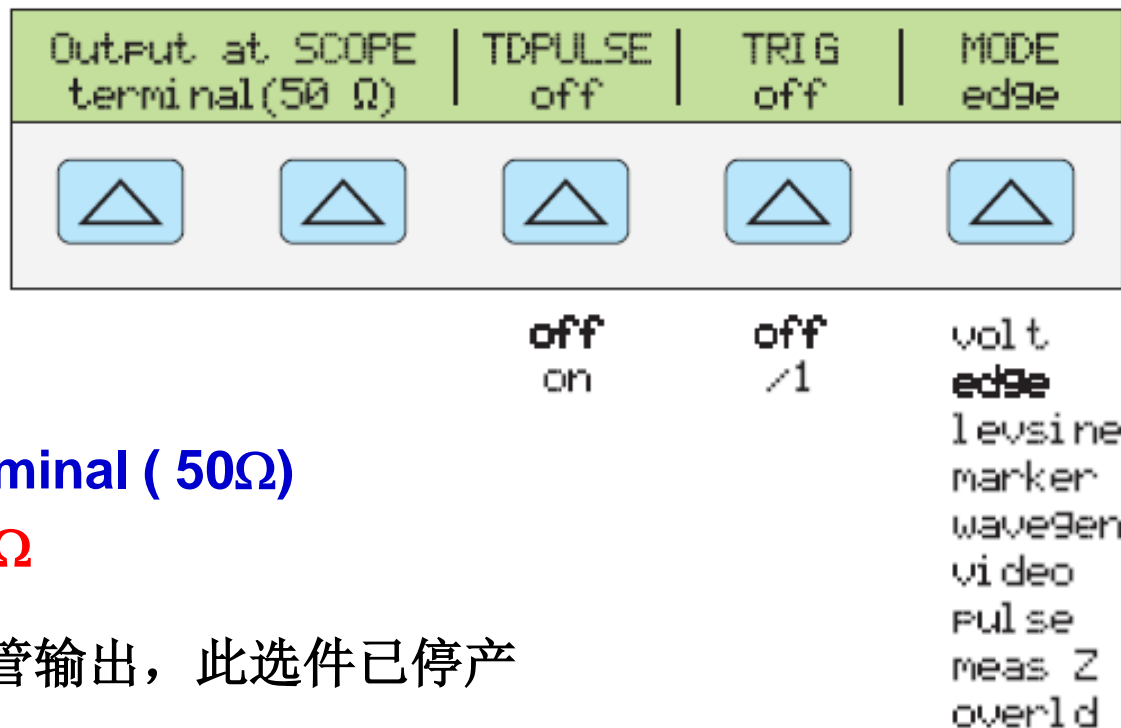 Output at SCOPE | TDPULSE | TRIG | MODE
terminal(50 Ω) off off edge
off off volt
on /1 edge
levsine
marker
wavegen
video
pulse
meas Z
overld
minal ( 50Ω)
Ω
管输出，此选件已停产